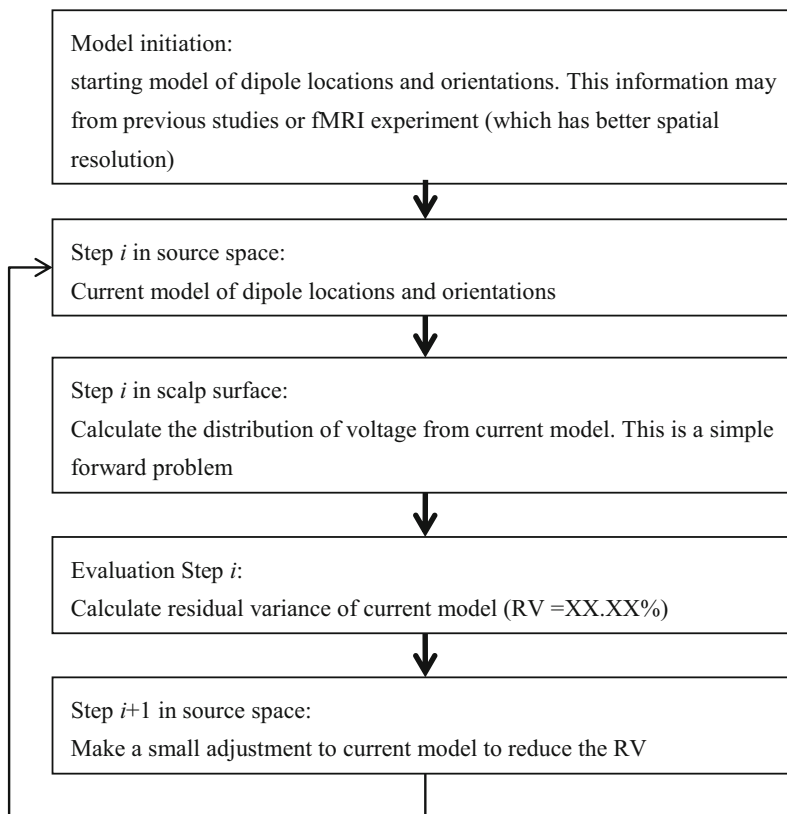 Model initiation:
starting model of dipole locations and orientations. This information may
from previous studies or fMRI experiment (which has better spatial
resolution)
Step i in source space:
Current model of dipole locations and orientations
Step i in scalp surface:
Calculate the distribution of voltage from current model. This is a simple
forward problem
Evaluation Step i:
Calculate residual variance of current model (RV =XX.XX%)
Step i+1 in source space:
Make a small adjustment to current model to reduce the RV